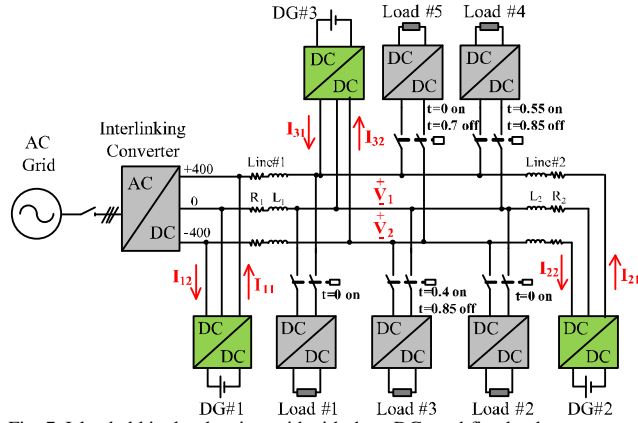 DG#3
Load #5
Load #4
DC
DC
DC
DC
DC
DC
t=0 on
t=0.7 off
t=0.55 on
t=0.85 off
I31
I32
AC
Grid
Interlinking
Converter
AC
DC
+400
0
-400
Line#1
Line#2
R1
L1
L2
R2
+
V1
-
+
V2
-
I12
I11
I22
I21
t=0 on
t=0.4 on
t=0.85 off
t=0 on
DC
DC
DC
DC
DC
DC
DC
DC
DC
DC
DG#1
Load #1
Load #3
Load #2
DG#2